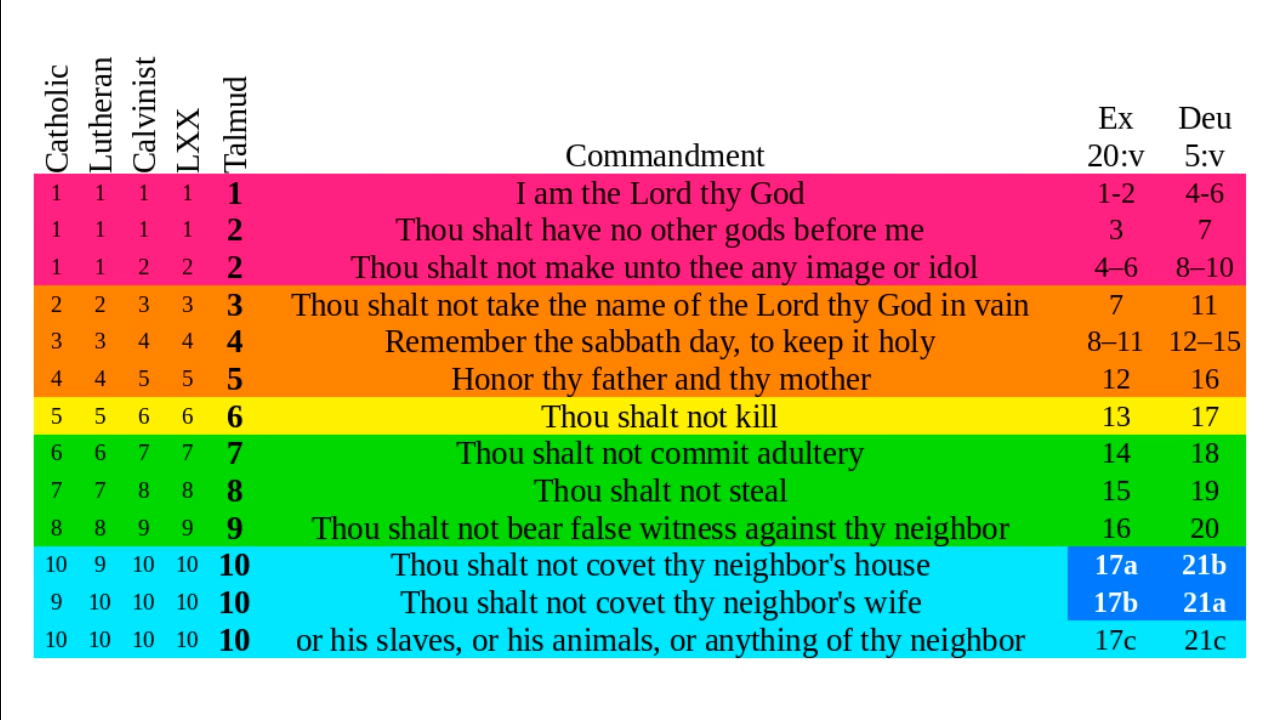 Catholic Lutheran Calvinist LXX Talmud Commandment Ex 20:v Deu 5:v
1 1 1 1 1 I am the Lord thy God 1-2 4-6
1 1 1 1 2 Thou shalt have no other gods before me 3 7
1 1 2 2 2 Thou shalt not make unto thee any image or idol 4–6 8–10
2 2 3 3 3 Thou shalt not take the name of the Lord thy God in vain 7 11
3 3 4 4 4 Remember the sabbath day, to keep it holy 8–11 12–15
4 4 5 5 5 Honor thy father and thy mother 12 16
5 5 6 6 6 Thou shalt not kill 13 17
6 6 7 7 7 Thou shalt not commit adultery 14 18
7 7 8 8 8 Thou shalt not steal 15 19
8 8 9 9 9 Thou shalt not bear false witness against thy neighbor 16 20
10 9 10 10 10 Thou shalt not covet thy neighbor's house 17a 21b
9 10 10 10 10 Thou shalt not covet thy neighbor's wife 17b 21a
10 10 10 10 10 or his slaves, or his animals, or anything of thy neighbor 17c 21c